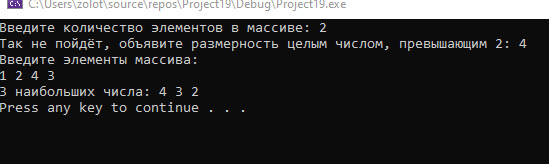 C:\Users\zolot\source\repos\Project19\Debug\Project19.exe
Введите количество элементов в массиве: 2
Так не пойдёт, объявите размерность целым числом, превышающим 2: 4
Введите элементы массива:
1 2 4 3
3 наибольших числа: 4 3 2
Press any key to continue . . .